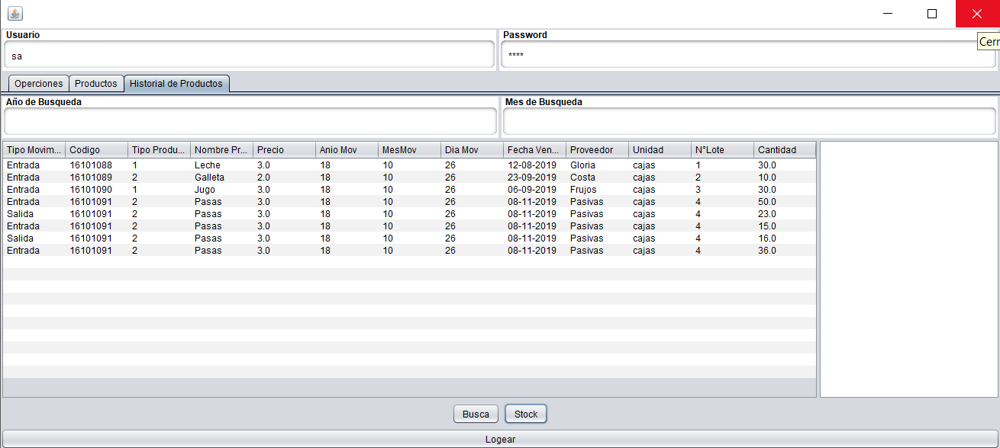 Usuario Password
sa ****
Operciones Productos Historial de Productos
Cerr
Año de Busqueda Mes de Busqueda
Tipo Movim... Codigo Tipo Produ... Nombre Pr... Precio Anio Mov MesMov Dia Mov Fecha Ven... Proveedor Unidad N°Lote Cantidad
Entrada 16101088 1 Leche 3.0 18 10 26 12-08-2019 Gloria cajas 1 30.0
Entrada 16101089 2 Galleta 2.0 18 10 26 23-09-2019 Costa cajas 2 10.0
Entrada 16101090 1 Jugo 3.0 18 10 26 06-09-2019 Frujos cajas 3 30.0
Entrada 16101091 2 Pasas 3.0 18 10 26 08-11-2019 Pasivas cajas 4 50.0
Salida 16101091 2 Pasas 3.0 18 10 26 08-11-2019 Pasivas cajas 4 23.0
Entrada 16101091 2 Pasas 3.0 18 10 26 08-11-2019 Pasivas cajas 4 15.0
Salida 16101091 2 Pasas 3.0 18 10 26 08-11-2019 Pasivas cajas 4 16.0
Entrada 16101091 2 Pasas 3.0 18 10 26 08-11-2019 Pasivas cajas 4 36.0
Busca Stock
Logear